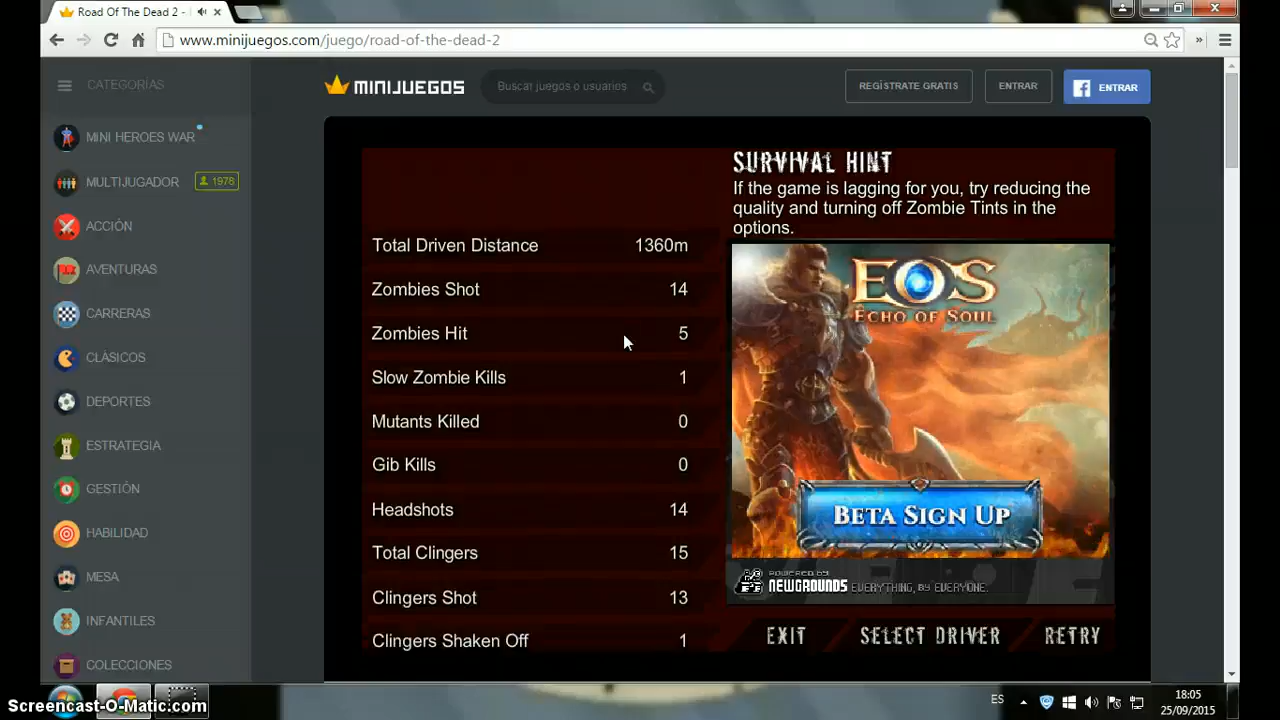 Road Of The Dead 2 -
www.minijuegos.com/juego/road-of-the-dead-2
CATEGORÍAS
MINIJUEGOS
Buscar juegos o usuarios
REGÍSTRATE GRATIS
ENTRAR
ENTRAR
MINI HEROES WAR
MULTIJUGADOR 1978
ACCIÓN
AVENTURAS
CARRERAS
CLÁSICOS
DEPORTES
ESTRATEGIA
GESTIÓN
HABILIDAD
MESA
INFANTILES
COLECCIONES
Total Driven Distance 1360m
Zombies Shot 14
Zombies Hit 5
Slow Zombie Kills 1
Mutants Killed 0
Gib Kills 0
Headshots 14
Total Clingers 15
Clingers Shot 13
Clingers Shaken Off 1
SURVIVAL HINT
If the game is lagging for you, try reducing the
quality and turning off Zombie Tints in the
options.
EOS
ECHO OF SOUL
BETA SIGN UP
POWERED BY
NEWGROUNDS EVERYTHING, BY EVERYONE.
EXIT SELECT DRIVER RETRY
Screencast-O-Matic.com
ES
18:05
25/09/2015